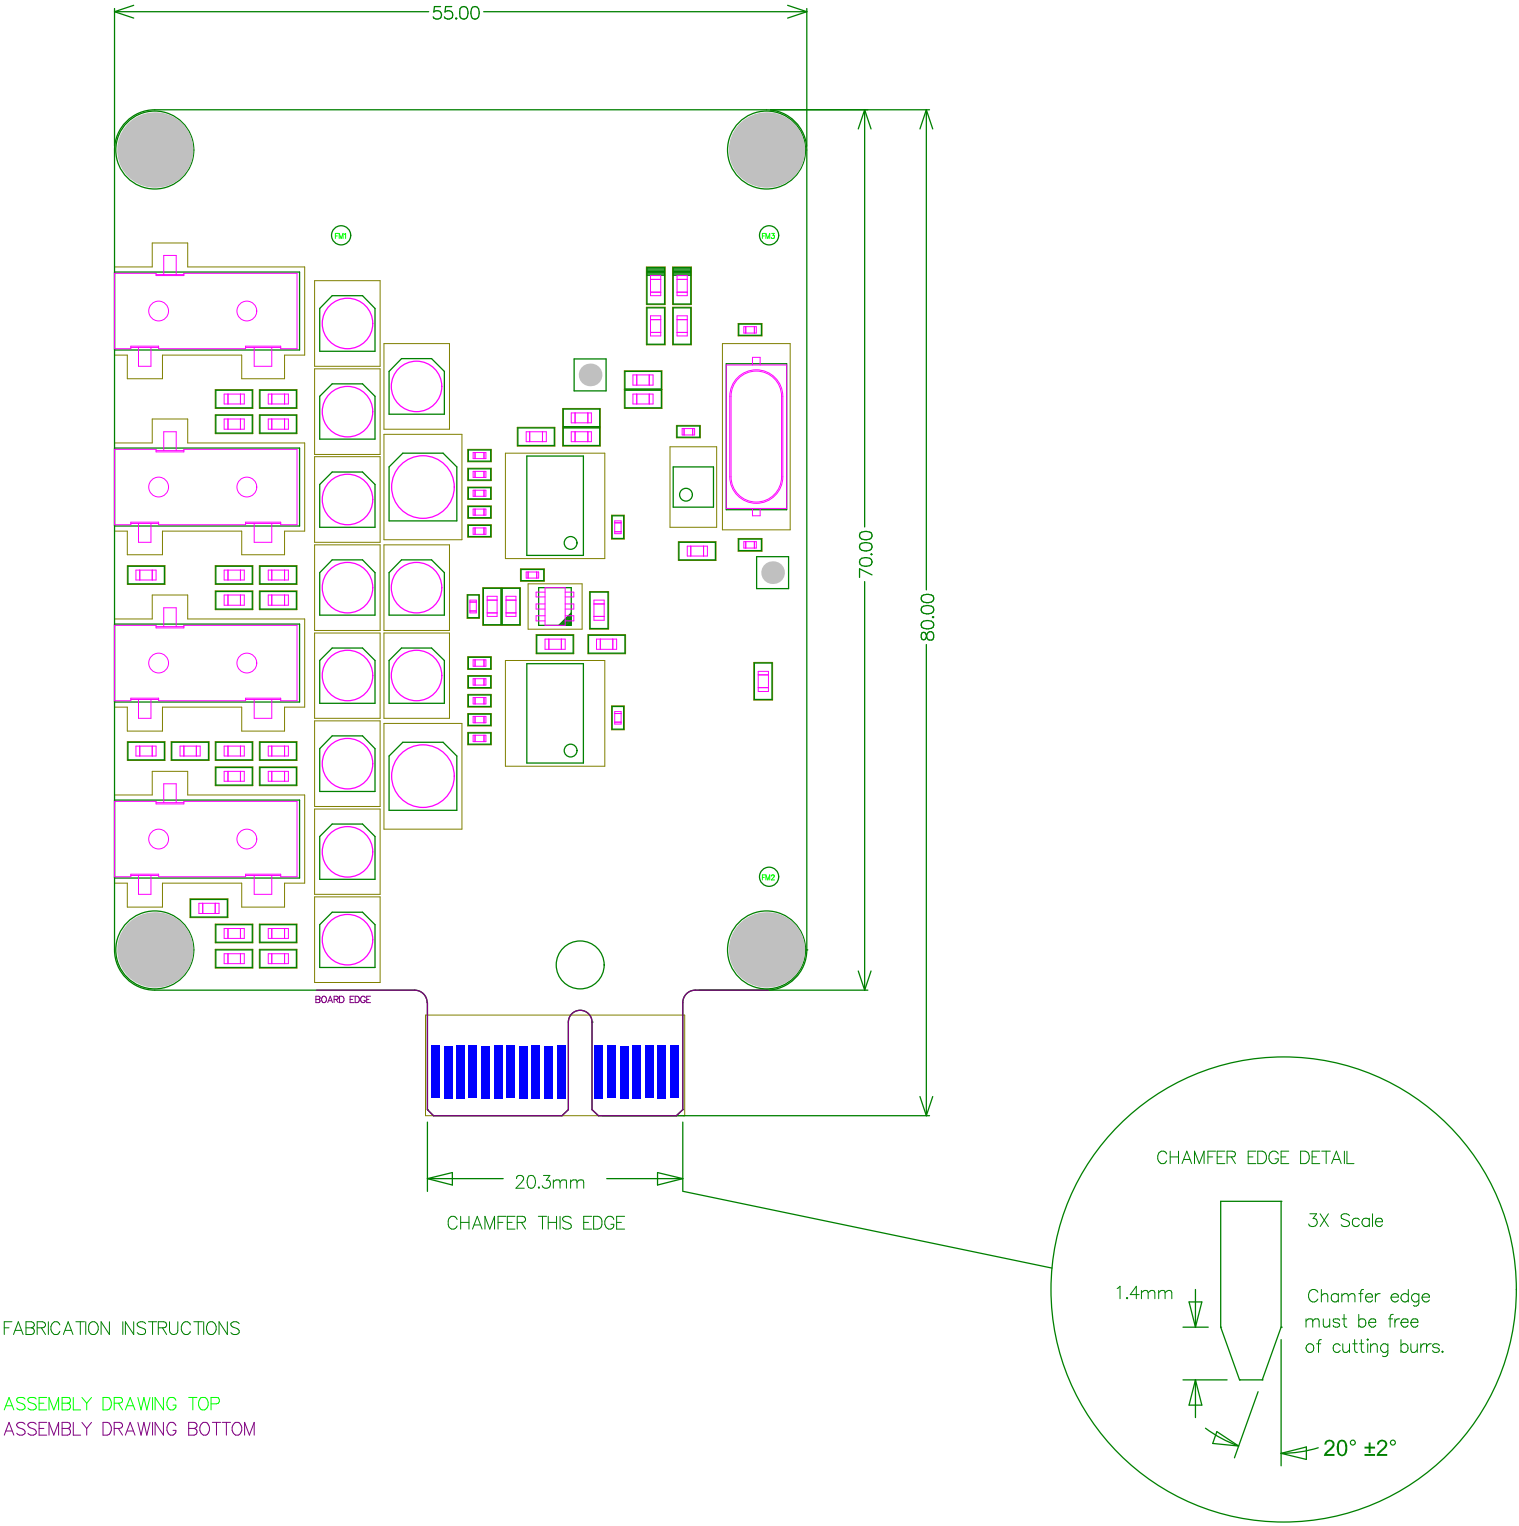 55.00
FM1
FM3
70.00
80.00
FM2
BOARD EDGE
20.3mm
CHAMFER THIS EDGE
CHAMFER EDGE DETAIL
3X Scale
1.4mm
Chamfer edge
must be free
of cutting burrs.
20° ±2°
FABRICATION INSTRUCTIONS
ASSEMBLY DRAWING TOP
ASSEMBLY DRAWING BOTTOM